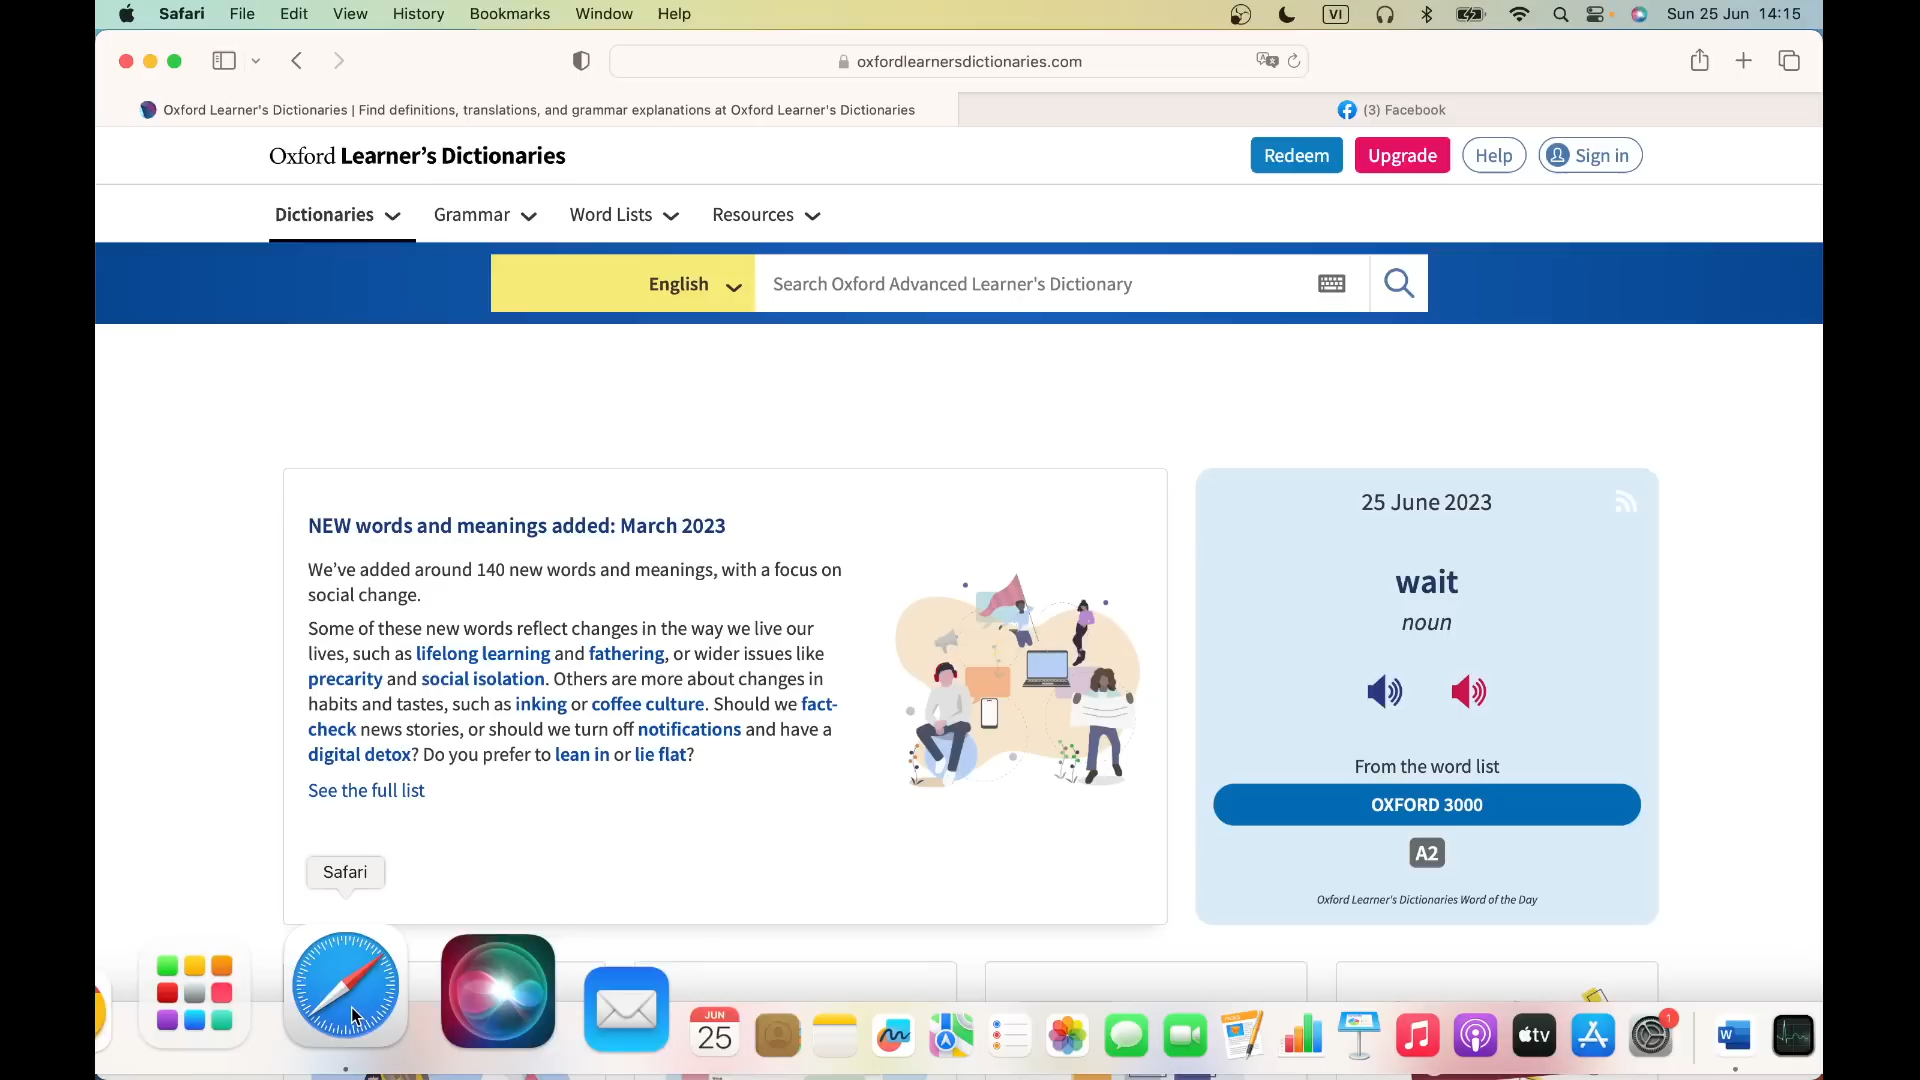 Safari File Edit View History Bookmarks Window Help VI Sun 25 Jun 14:15
oxfordlearnersdictionaries.com
Oxford Learner's Dictionaries | Find definitions, translations, and grammar explanations at Oxford Learner's Dictionaries
(3) Facebook
Oxford Learner's Dictionaries
Redeem Upgrade Help Sign in
Dictionaries Grammar Word Lists Resources
English Search Oxford Advanced Learner's Dictionary
NEW words and meanings added: March 2023
We've added around 140 new words and meanings, with a focus on
social change.
Some of these new words reflect changes in the way we live our
lives, such as lifelong learning and fathering, or wider issues like
precarity and social isolation. Others are more about changes in
habits and tastes, such as inking or coffee culture. Should we fact-
check news stories, or should we turn off notifications and have a
digital detox? Do you prefer to lean in or lie flat?
See the full list
25 June 2023
wait
noun
From the word list
OXFORD 3000
A2
Oxford Learner's Dictionaries Word of the Day
Safari
JUN
25
tv
1
W